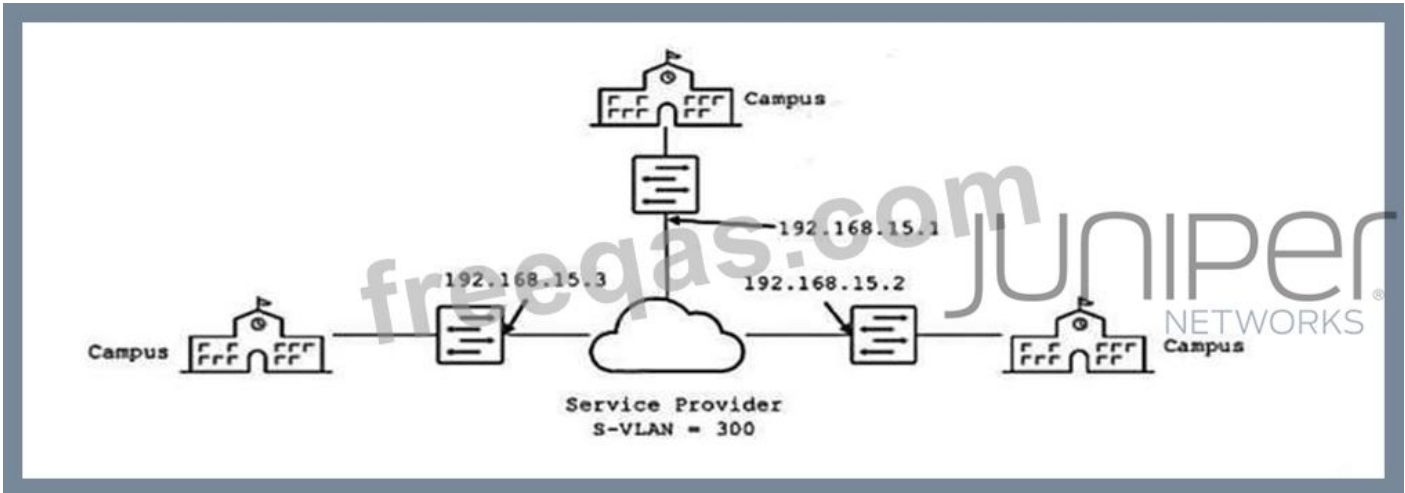 Campus
192.168.15.1
freeqas.com
JUNIPER
NETWORKS
®
192.168.15.3
192.168.15.2
Campus
Campus
Service Provider
S-VLAN = 300